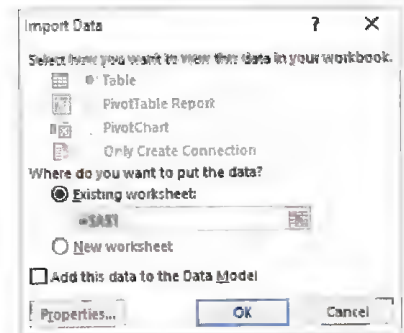 Import Data ? ×
Select how you want to view this data in your workbook.
Table
PivotTable Report
PivotChart
Only Create Connection
Where do you want to put the data?
Existing worksheet:
=$A$1
New worksheet
Add this data to the Data Model
Properties... OK Cancel